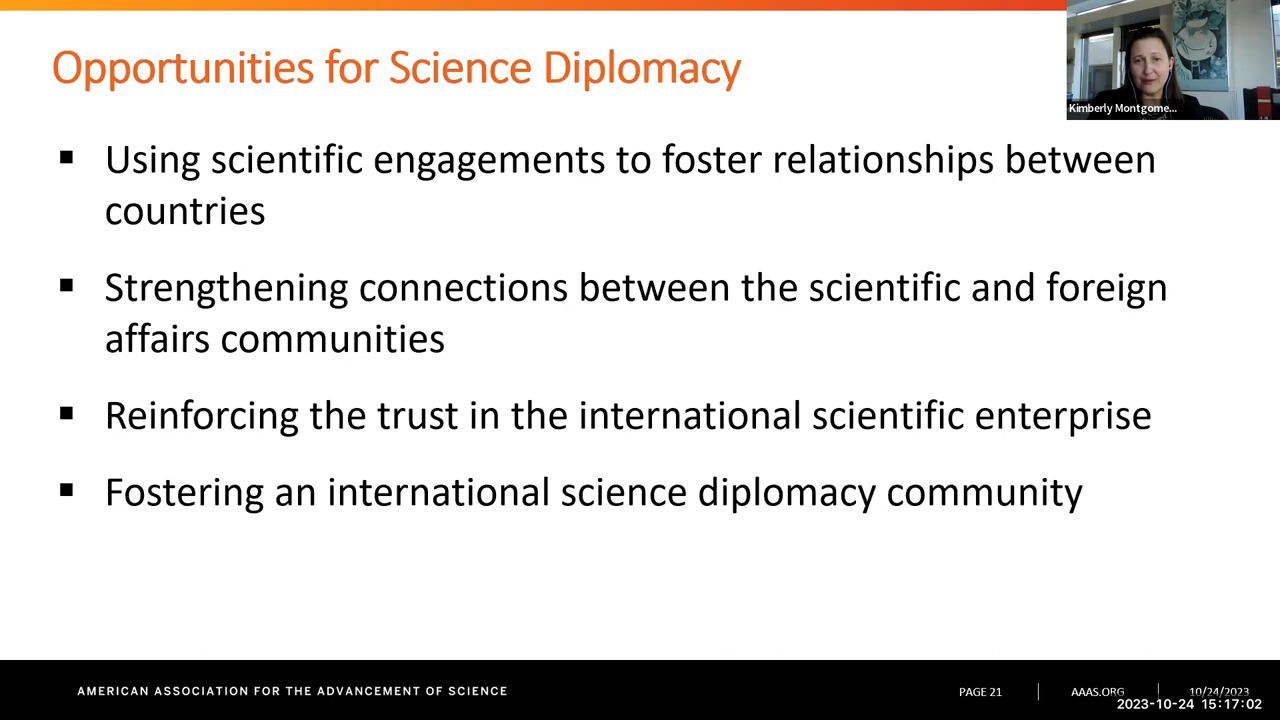 Opportunities for Science Diplomacy
Kimberly Montgome...
▪ Using scientific engagements to foster relationships between
countries
▪ Strengthening connections between the scientific and foreign
affairs communities
▪ Reinforcing the trust in the international scientific enterprise
▪ Fostering an international science diplomacy community
AMERICAN ASSOCIATION FOR THE ADVANCEMENT OF SCIENCE
PAGE 21
AAAS.ORG
10/24/2023
2023-10-24 15:17:02